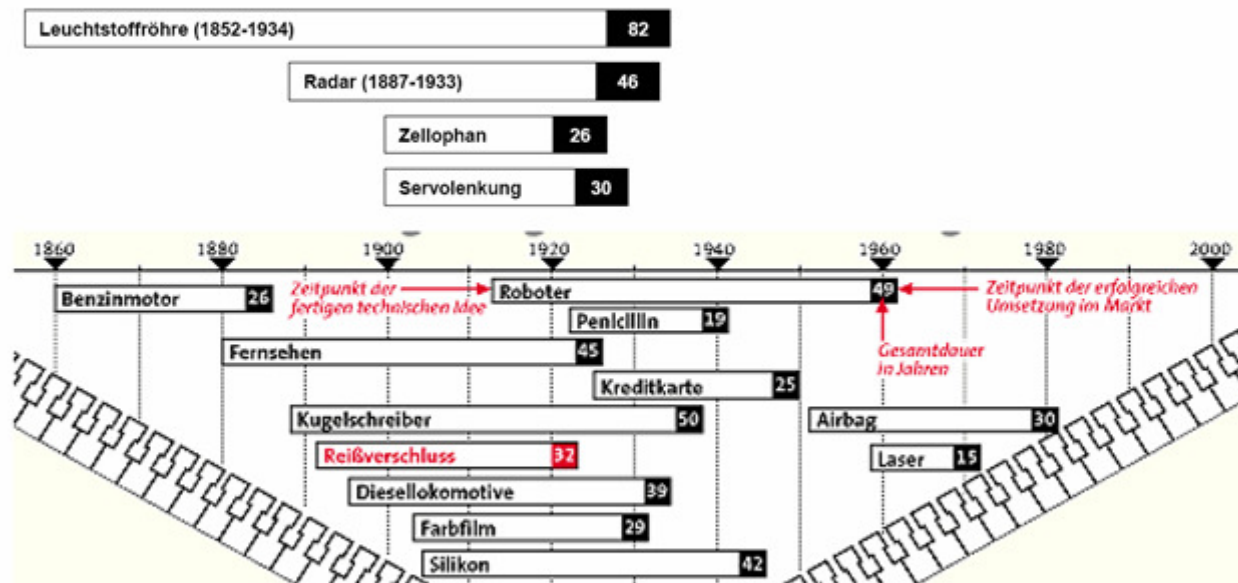 Leuchtstoffröhre (1852-1934) 82
Radar (1887-1933) 46
Zellophan 26
Servolenkung 30
1860 1880 1900 1920 1940 1960 1980 2000
Benzinmotor 26
Zeitpunkt der
fertigen technischen Idee
Roboter 49
Zeitpunkt der erfolgreichen
Umsetzung im Markt
Penicillin 19
Gesamtdauer
in Jahren
Fernsehen 45
Kreditkarte 25
Kugelschreiber 50
Airbag 30
Reißverschluss 32
Laser 15
Diesellokomotive 39
Farbfilm 29
Silikon 42